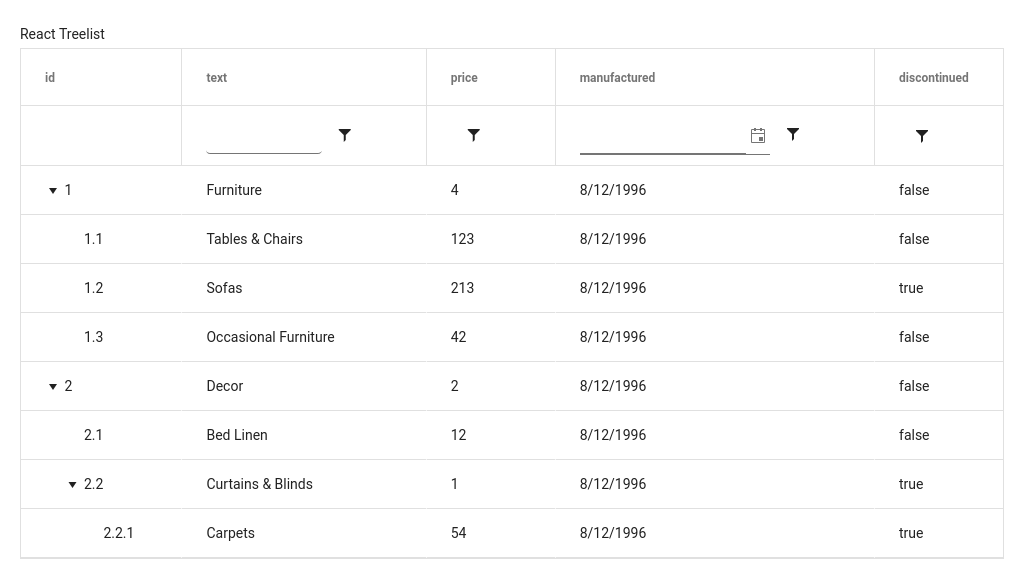 React Treelist
id text price manufactured discontinued
1 Furniture 4 8/12/1996 false
1.1 Tables & Chairs 123 8/12/1996 false
1.2 Sofas 213 8/12/1996 true
1.3 Occasional Furniture 42 8/12/1996 false
2 Decor 2 8/12/1996 false
2.1 Bed Linen 12 8/12/1996 false
2.2 Curtains & Blinds 1 8/12/1996 true
2.2.1 Carpets 54 8/12/1996 true